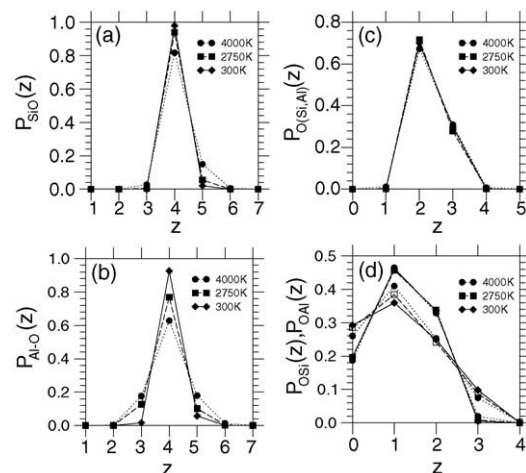 (a)
P_SiO(z)
1.0
0.8
0.6
0.4
0.2
0.0
4000K
2750K
300K
1 2 3 4 5 6 7
z
(c)
P_O(Si,Al)(z)
0.8
0.6
0.4
0.2
0.0
4000K
2750K
300K
0 1 2 3 4 5
z
(b)
P_Al-O(z)
1.0
0.8
0.6
0.4
0.2
0.0
4000K
2750K
300K
1 2 3 4 5 6 7
z
(d)
P_OSi(z),P_OAl(z)
0.5
0.4
0.3
0.2
0.1
0.0
4000K
2750K
300K
0 1 2 3 4
z